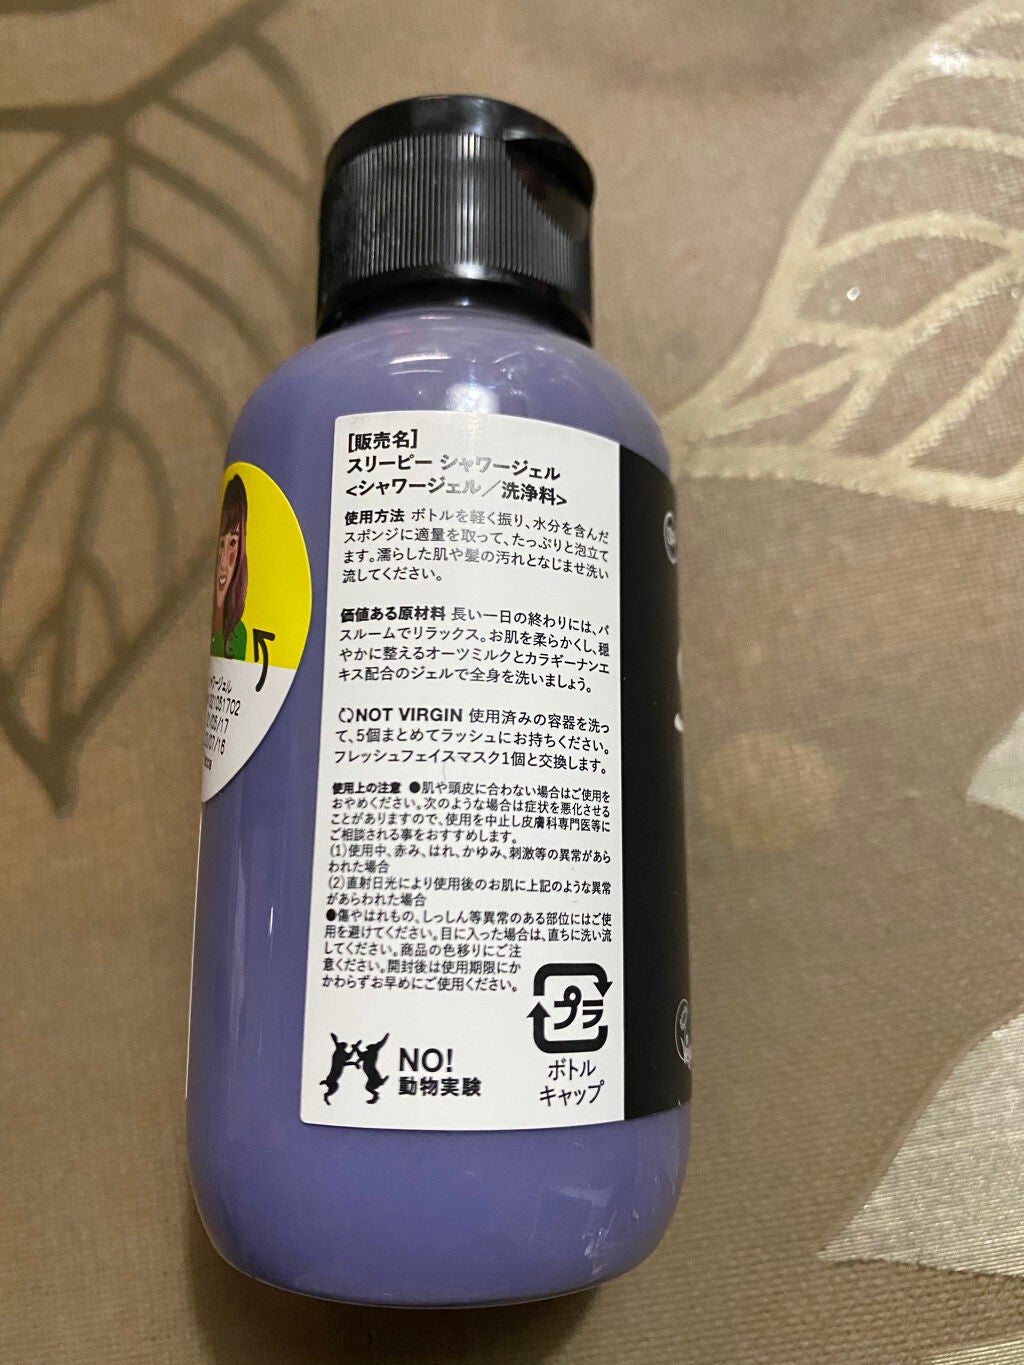 [販売名]
スリーピー シャワージェル
<シャワージェル／洗浄料>
使用方法 ボトルを軽く振り、水分を含んだ
スポンジに適量を取って、たっぷりと泡立て
ます。濡らした肌や髪の汚れとなじませ洗い
流してください。
価値ある原材料 長い一日の終わりには、バ
スルームでリラックス。お肌を柔らかくし、穏
やかに整えるオーツミルクとカラギーナンエ
キス配合のジェルで全身を洗いましょう。
NOT VIRGIN 使用済みの容器を洗っ
て、5個まとめてラッシュにお持ちください。
フレッシュフェイスマスク1個と交換します。
使用上の注意 ●肌や頭皮に合わない場合はご使用を
おやめください。次のような場合は症状を悪化させる
ことがありますので、使用を中止し皮膚科専門医等に
ご相談される事をおすすめします。
(1)使用中、赤み、はれ、かゆみ、刺激等の異常があら
われた場合
(2)直射日光により使用後のお肌に上記のような異常
があらわれた場合
●傷やはれもの、しっしん等異常のある部位にはご使
用を避けてください。目に入った場合は、直ちに洗い流
してください。商品の色移りにご注
意ください。開封後は使用期限にか
かわらずお早めにご使用ください。
プラ
ボトル
キャップ
NO!
動物実験
ャワージェル
/07/16